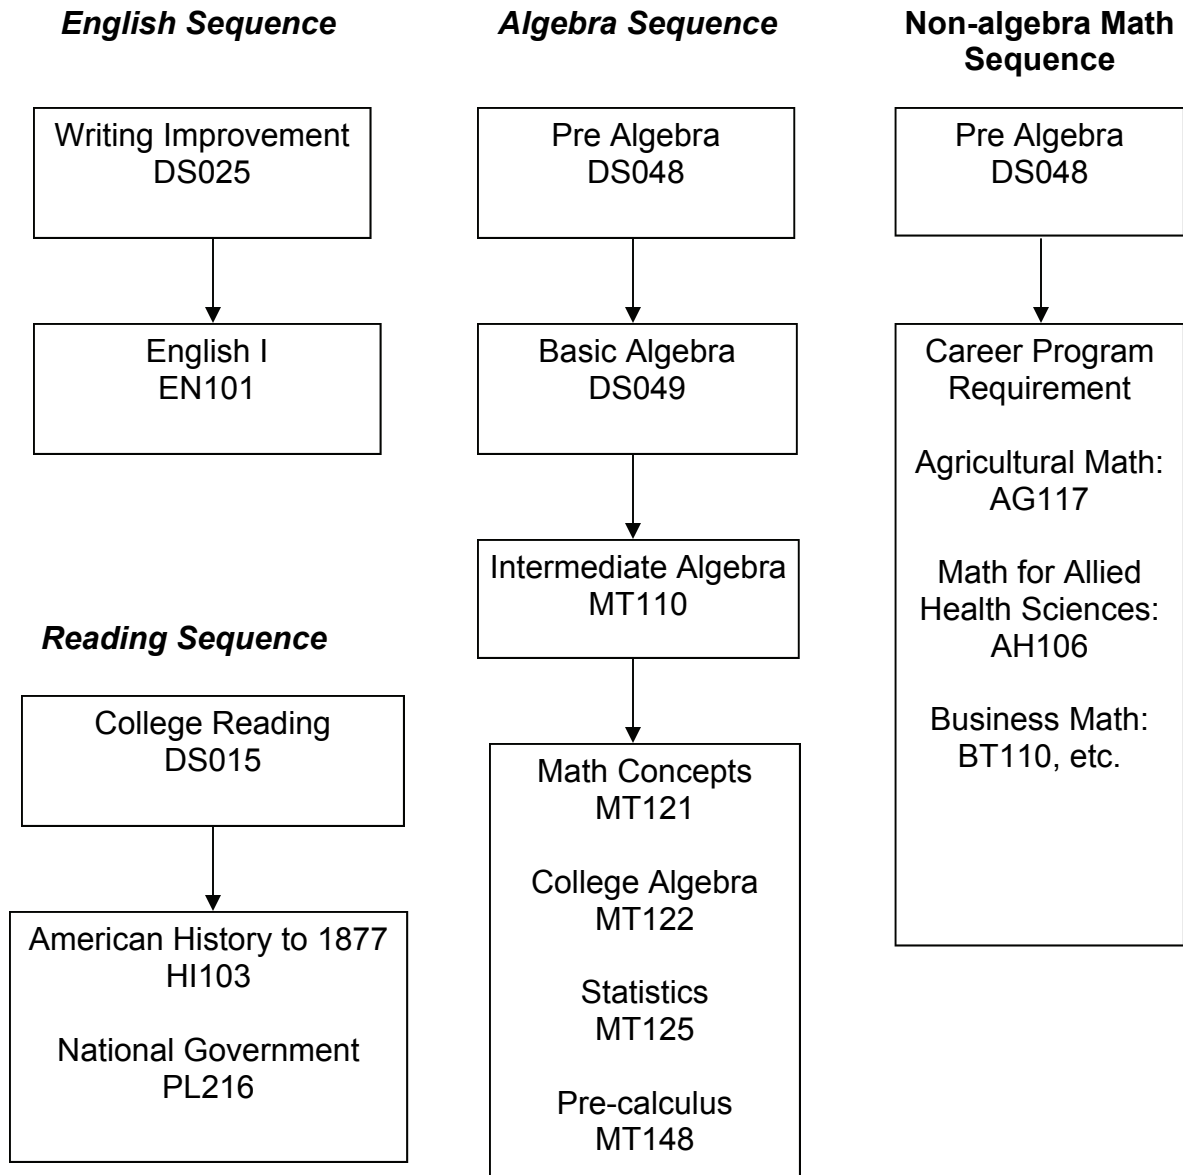 English Sequence
Writing Improvement
DS025
English I
EN101
Reading Sequence
College Reading
DS015
American History to 1877
HI103
National Government
PL216
Algebra Sequence
Pre Algebra
DS048
Basic Algebra
DS049
Intermediate Algebra
MT110
Math Concepts
MT121
College Algebra
MT122
Statistics
MT125
Pre-calculus
MT148
Non-algebra Math
Sequence
Pre Algebra
DS048
Career Program
Requirement
Agricultural Math:
AG117
Math for Allied
Health Sciences:
AH106
Business Math:
BT110, etc.